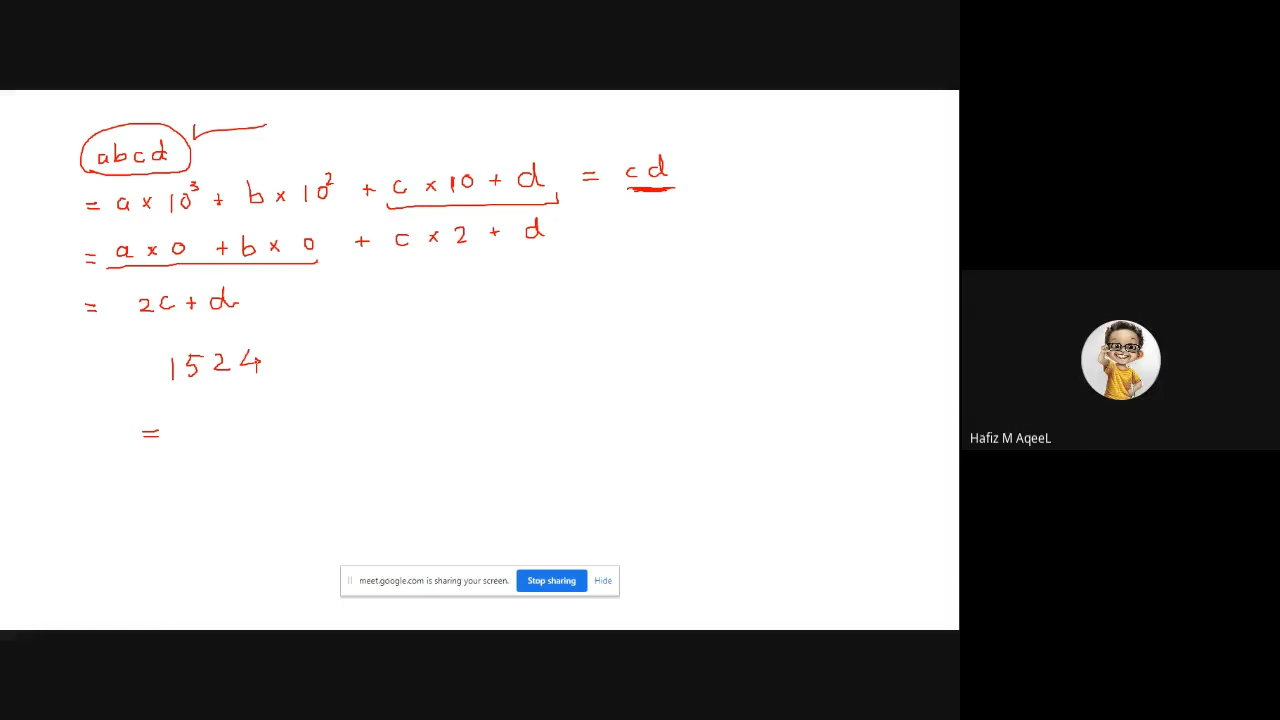 abcd
= a × 10³ + b × 10² + c × 10 + d = cd
= a × 0 + b × 0 + c × 2 + d
= 2c + d
1524
=
meet.google.com is sharing your screen. Stop sharing Hide
Hafiz M AqeeL